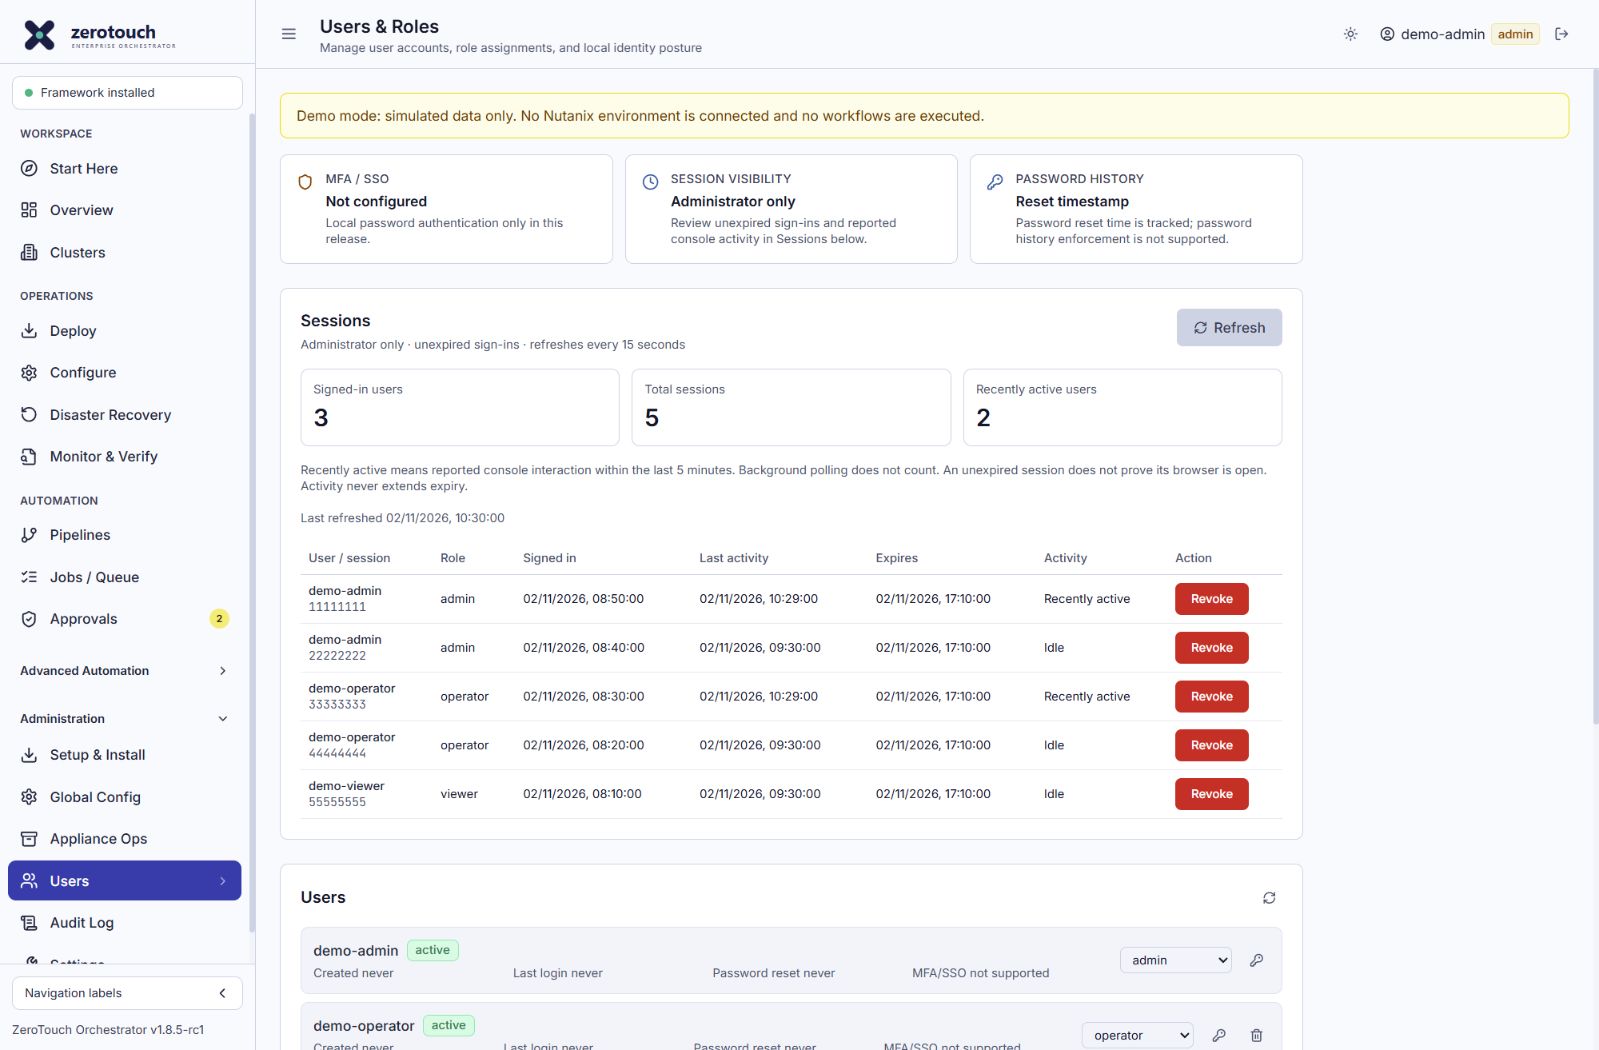 zerotouch
ENTERPRISE ORCHESTRATOR
Framework installed
WORKSPACE
Start Here
Overview
Clusters
OPERATIONS
Deploy
Configure
Disaster Recovery
Monitor & Verify
AUTOMATION
Pipelines
Jobs / Queue
Approvals 2
Advanced Automation
Administration
Setup & Install
Global Config
Appliance Ops
Users
Audit Log
Settings
Navigation labels
ZeroTouch Orchestrator v1.8.5-rc1
Users & Roles
Manage user accounts, role assignments, and local identity posture
demo-admin admin
Demo mode: simulated data only. No Nutanix environment is connected and no workflows are executed.
MFA / SSO
Not configured
Local password authentication only in this
release.
SESSION VISIBILITY
Administrator only
Review unexpired sign-ins and reported
console activity in Sessions below.
PASSWORD HISTORY
Reset timestamp
Password reset time is tracked; password
history enforcement is not supported.
Sessions
Administrator only · unexpired sign-ins · refreshes every 15 seconds
Refresh
Signed-in users
3
Total sessions
5
Recently active users
2
Recently active means reported console interaction within the last 5 minutes. Background polling does not count. An unexpired session does not prove its browser is open.
Activity never extends expiry.
Last refreshed 02/11/2026, 10:30:00
User / session Role Signed in Last activity Expires Activity Action
demo-admin
11111111 admin 02/11/2026, 08:50:00 02/11/2026, 10:29:00 02/11/2026, 17:10:00 Recently active Revoke
demo-admin
22222222 admin 02/11/2026, 08:40:00 02/11/2026, 09:30:00 02/11/2026, 17:10:00 Idle Revoke
demo-operator
33333333 operator 02/11/2026, 08:30:00 02/11/2026, 10:29:00 02/11/2026, 17:10:00 Recently active Revoke
demo-operator
44444444 operator 02/11/2026, 08:20:00 02/11/2026, 09:30:00 02/11/2026, 17:10:00 Idle Revoke
demo-viewer
55555555 viewer 02/11/2026, 08:10:00 02/11/2026, 09:30:00 02/11/2026, 17:10:00 Idle Revoke
Users
demo-admin active
Created never Last login never Password reset never MFA/SSO not supported
admin
demo-operator active
Created never Last login never Password reset never MFA/SSO not supported
operator